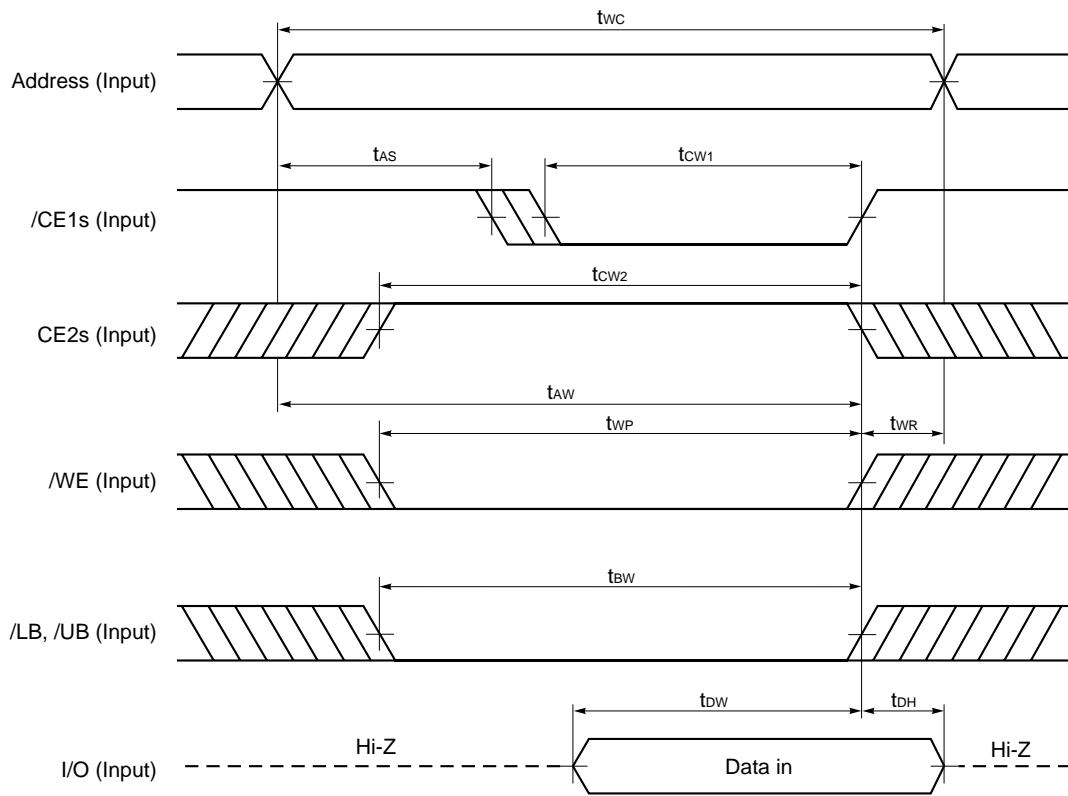 tWC
Address (Input)
tAS
tCW1
/CE1s (Input)
tCW2
CE2s (Input)
tAW
tWP
tWR
/WE (Input)
tBW
/LB, /UB (Input)
tDW
tDH
Hi-Z
Hi-Z
I/O (Input)
Data in